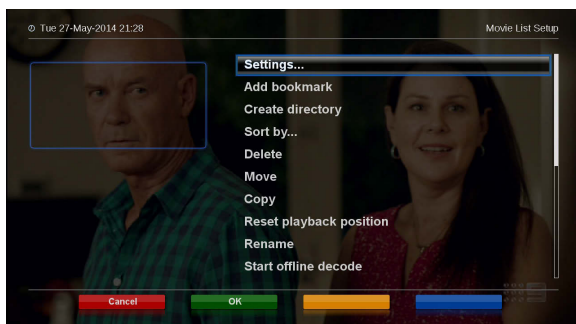 Tue 27-May-2014 21:28
Movie List Setup
Settings...
Add bookmark
Create directory
Sort by...
Delete
Move
Copy
Reset playback position
Rename
Start offline decode
Cancel
OK